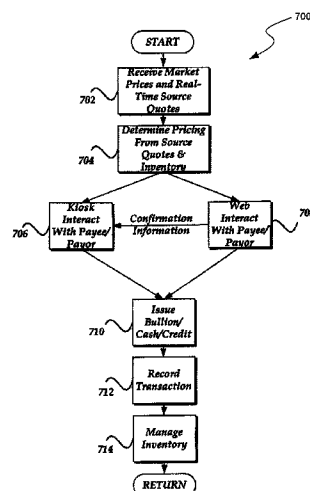 700
START
Receive Market
Prices and Real-
Time Source
Quotes
702
Determine Pricing
From Source
Quotes &
Inventory
704
Kiosk
Interact
With Payee/
Payor
706
Confirmation
Information
Web
Interact
With Payee/
Payor
70
Issue
Bullion/
Cash/Credit
710
Record
Transaction
712
Manage
Inventory
714
RETURN